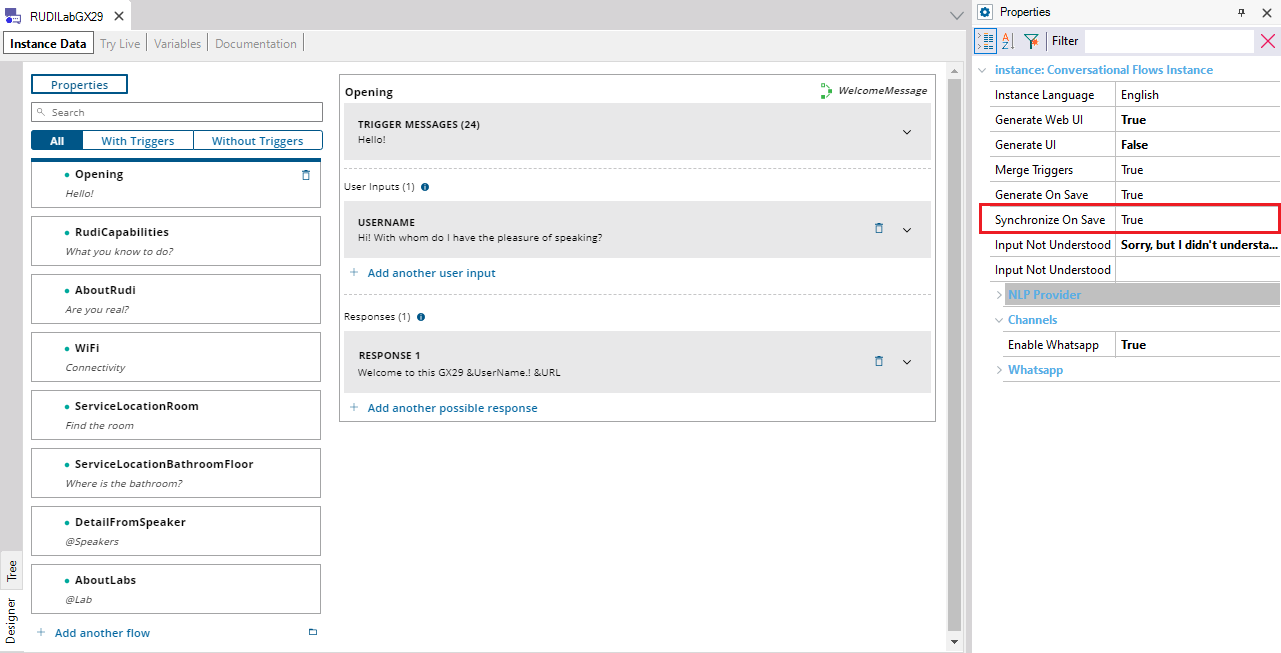 RUDILabGX29
Instance Data
Try Live
Variables
Documentation
Properties
Search
All
With Triggers
Without Triggers
Opening
Hello!
RudiCapabilities
What you know to do?
AboutRudi
Are you real?
WiFi
Connectivity
ServiceLocationRoom
Find the room
ServiceLocationBathroomFloor
Where is the bathroom?
DetailFromSpeaker
@Speakers
AboutLabs
@Lab
Add another flow
Tree
Designer
Opening
WelcomeMessage
TRIGGER MESSAGES (24)
Hello!
User Inputs (1)
USERNAME
Hi! With whom do I have the pleasure of speaking?
Add another user input
Responses (1)
RESPONSE 1
Welcome to this GX29 &UserName.! &URL
Add another possible response
Properties
Filter
instance: Conversational Flows Instance
Instance Language English
Generate Web UI True
Generate UI False
Merge Triggers True
Generate On Save True
Synchronize On Save True
Input Not Understood Sorry, but I didn't understa...
Input Not Understood
NLP Provider
Channels
Enable Whatsapp True
Whatsapp